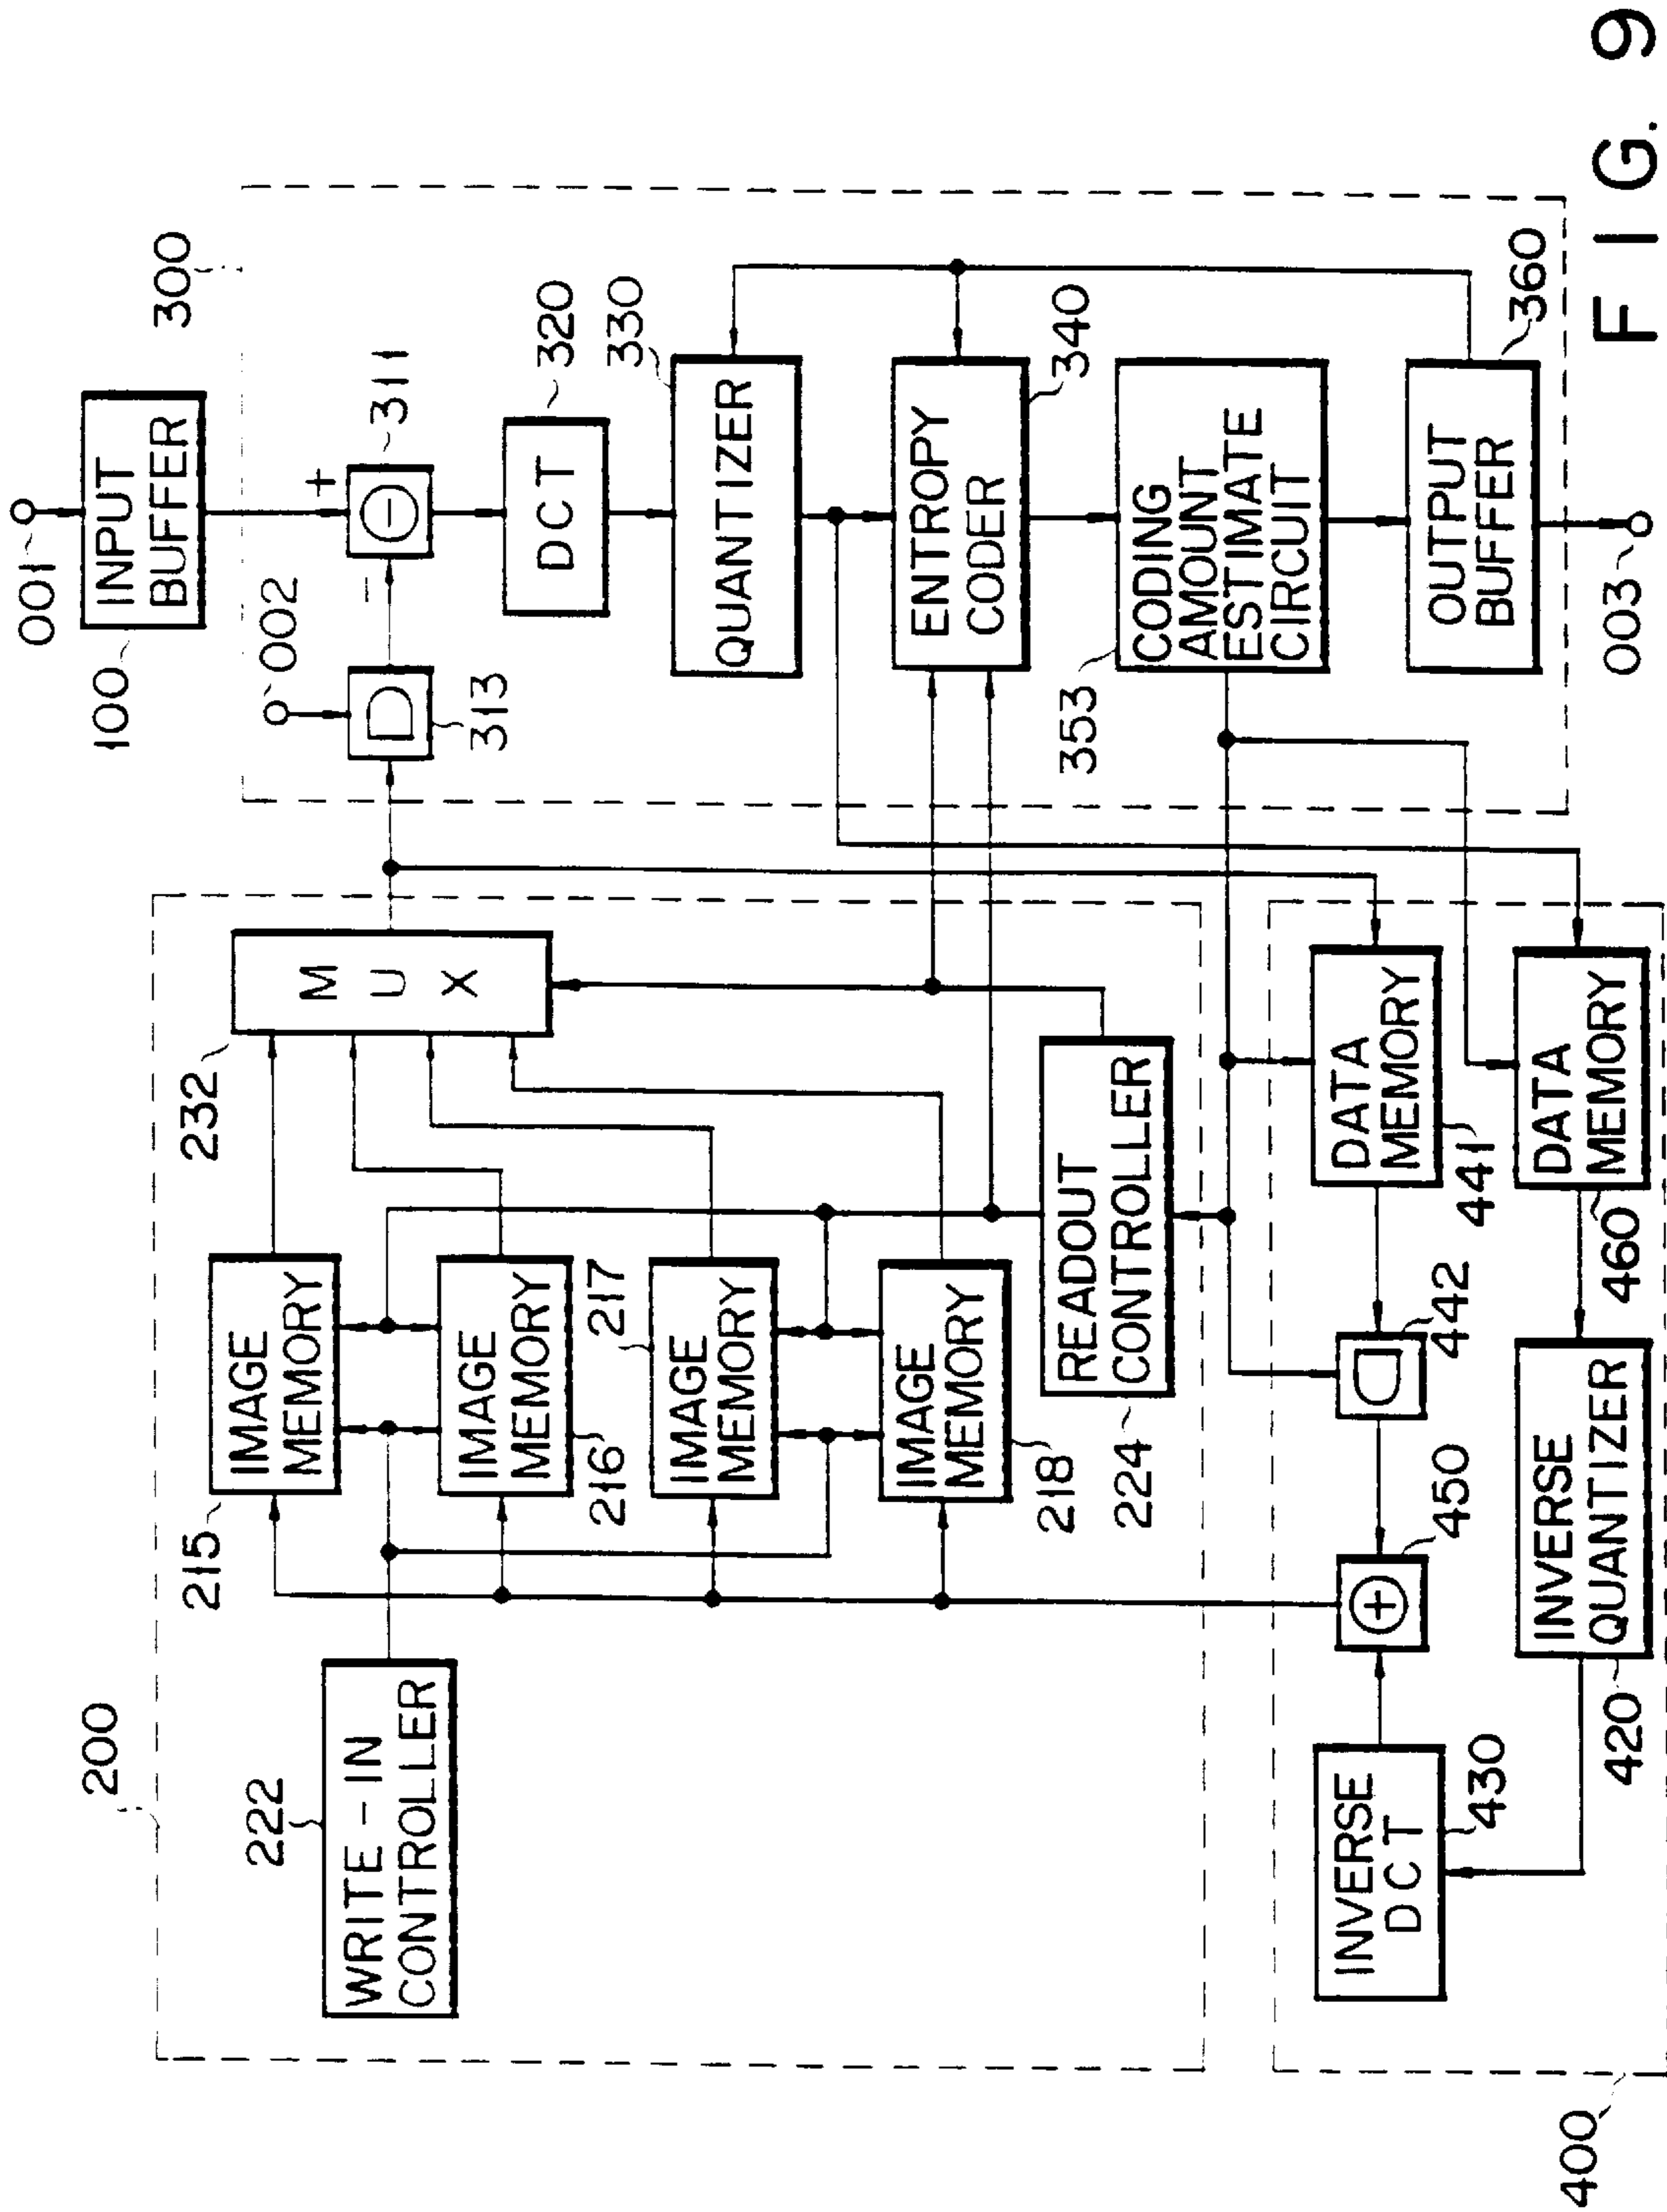 001
INPUT
BUFFER
100
300
002
+
−
311
313
D
DCT
320
330
QUANTIZER
ENTROPY
CODER
340
353
CODING
AMOUNT
ESTIMATE
CIRCUIT
OUTPUT
BUFFER
360
003
200
222
WRITE-IN
CONTROLLER
215
IMAGE
MEMORY
IMAGE
MEMORY
216
217
IMAGE
MEMORY
IMAGE
MEMORY
218
232
MUX
READOUT
CONTROLLER
224
400
DATA
MEMORY
441
DATA
MEMORY
460
D
442
+
450
INVERSE
DCT
430
INVERSE
QUANTIZER
420
FIG. 9